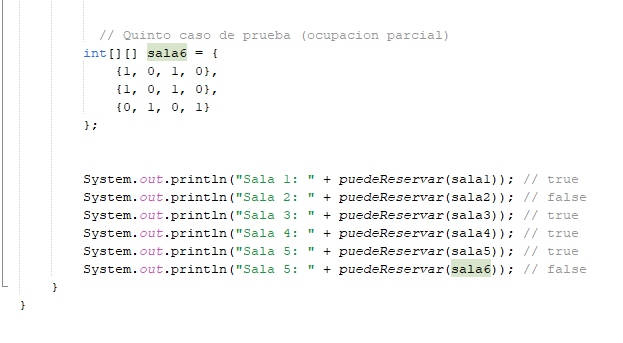 // Quinto caso de prueba (ocupacion parcial)
int[][] sala6 = {
{1, 0, 1, 0},
{1, 0, 1, 0},
{0, 1, 0, 1}
};
System.out.println("Sala 1: " + puedeReservar(sala1)); // true
System.out.println("Sala 2: " + puedeReservar(sala2)); // false
System.out.println("Sala 3: " + puedeReservar(sala3)); // true
System.out.println("Sala 4: " + puedeReservar(sala4)); // true
System.out.println("Sala 5: " + puedeReservar(sala5)); // true
System.out.println("Sala 5: " + puedeReservar(sala6)); // false
}
}